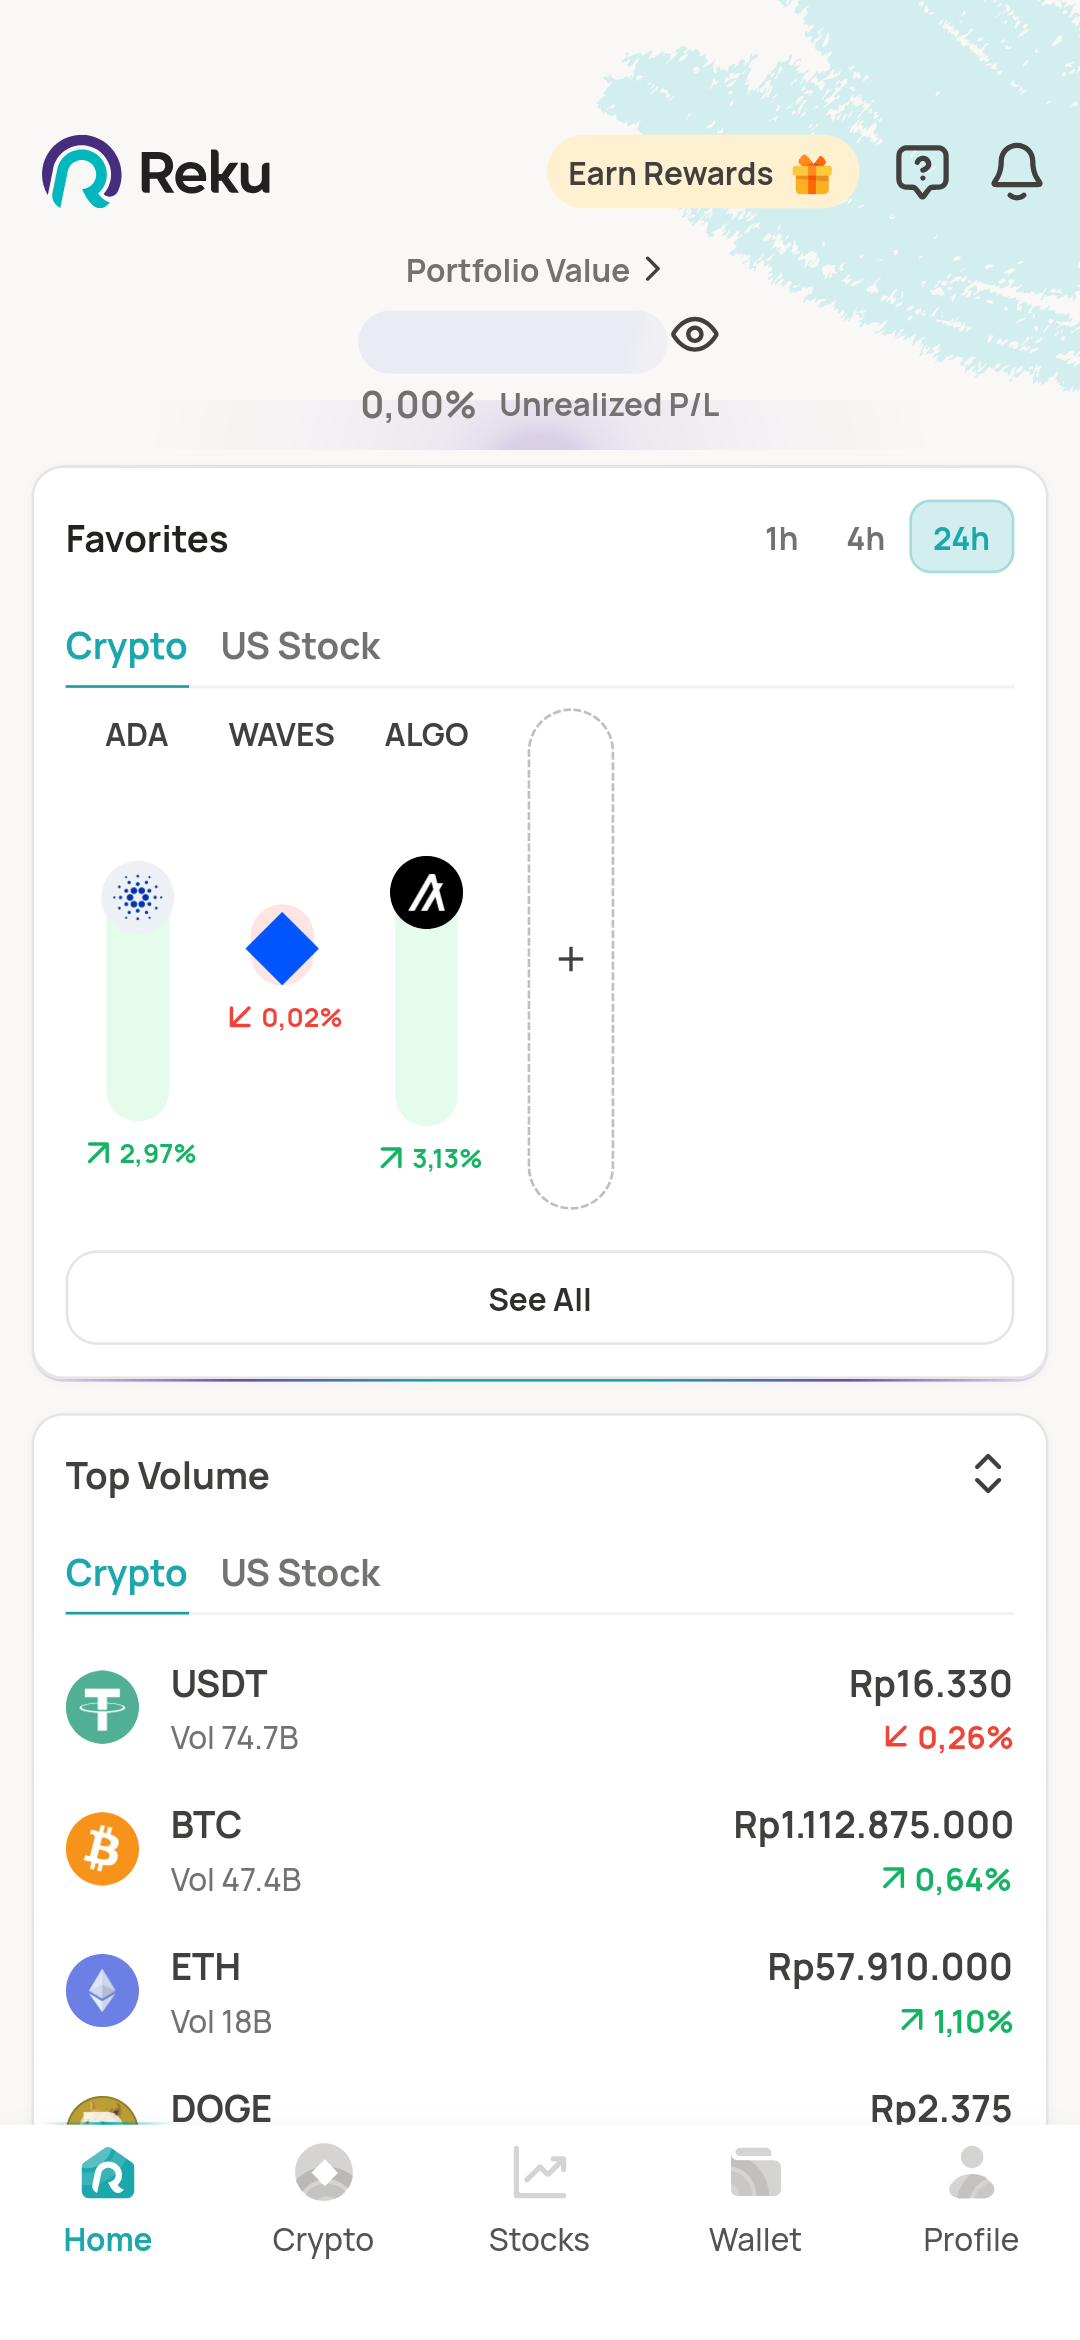 Reku
Earn Rewards
Portfolio Value
0,00% Unrealized P/L
Favorites
1h 4h 24h
Crypto US Stock
ADA WAVES ALGO
0,02%
2,97%
3,13%
+
See All
Top Volume
Crypto US Stock
USDT Rp16.330
Vol 74.7B 0,26%
BTC Rp1.112.875.000
Vol 47.4B 0,64%
ETH Rp57.910.000
Vol 18B 1,10%
DOGE Rp2.375
Home Crypto Stocks Wallet Profile